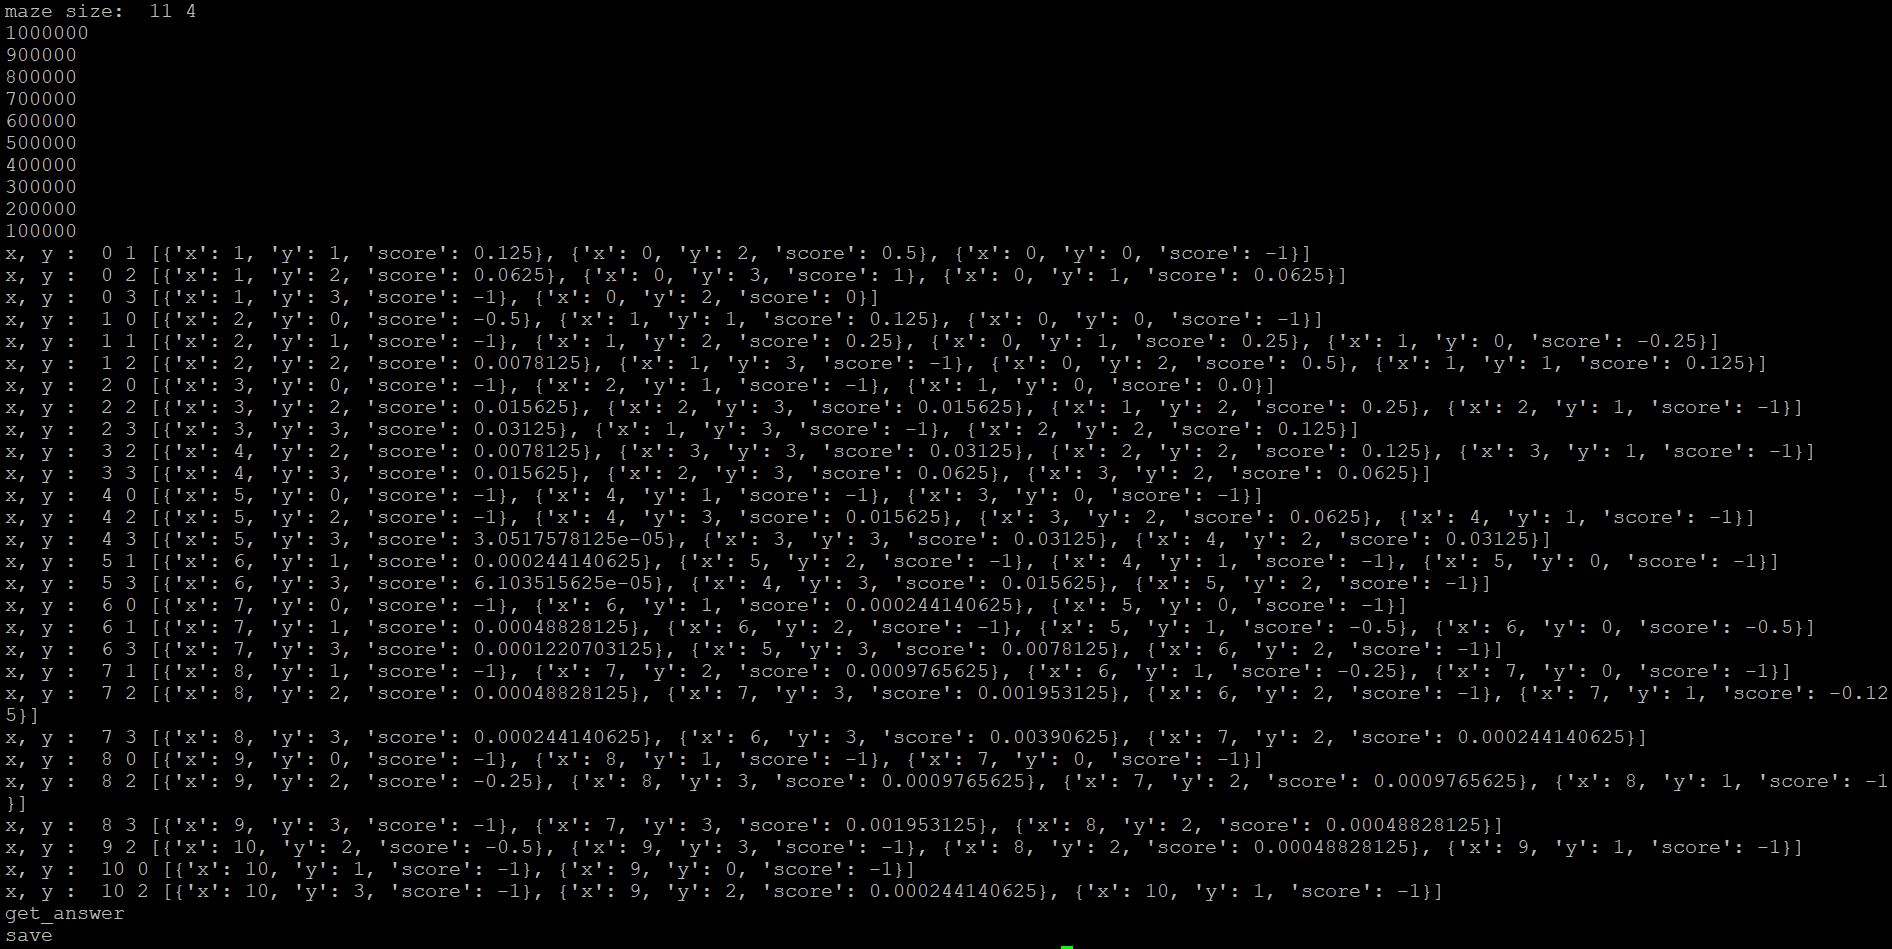 maze size:  11 4
1000000
900000
800000
700000
600000
500000
400000
300000
200000
100000
x, y :  0 1 [{'x': 1, 'y': 1, 'score': 0.125}, {'x': 0, 'y': 2, 'score': 0.5}, {'x': 0, 'y': 0, 'score': -1}]
x, y :  0 2 [{'x': 1, 'y': 2, 'score': 0.0625}, {'x': 0, 'y': 3, 'score': 1}, {'x': 0, 'y': 1, 'score': 0.0625}]
x, y :  0 3 [{'x': 1, 'y': 3, 'score': -1}, {'x': 0, 'y': 2, 'score': 0}]
x, y :  1 0 [{'x': 2, 'y': 0, 'score': -0.5}, {'x': 1, 'y': 1, 'score': 0.125}, {'x': 0, 'y': 0, 'score': -1}]
x, y :  1 1 [{'x': 2, 'y': 1, 'score': -1}, {'x': 1, 'y': 2, 'score': 0.25}, {'x': 0, 'y': 1, 'score': 0.25}, {'x': 1, 'y': 0, 'score': -0.25}]
x, y :  1 2 [{'x': 2, 'y': 2, 'score': 0.0078125}, {'x': 1, 'y': 3, 'score': -1}, {'x': 0, 'y': 2, 'score': 0.5}, {'x': 1, 'y': 1, 'score': 0.125}]
x, y :  2 0 [{'x': 3, 'y': 0, 'score': -1}, {'x': 2, 'y': 1, 'score': -1}, {'x': 1, 'y': 0, 'score': 0.0}]
x, y :  2 2 [{'x': 3, 'y': 2, 'score': 0.015625}, {'x': 2, 'y': 3, 'score': 0.015625}, {'x': 1, 'y': 2, 'score': 0.25}, {'x': 2, 'y': 1, 'score': -1}]
x, y :  2 3 [{'x': 3, 'y': 3, 'score': 0.03125}, {'x': 1, 'y': 3, 'score': -1}, {'x': 2, 'y': 2, 'score': 0.125}]
x, y :  3 2 [{'x': 4, 'y': 2, 'score': 0.0078125}, {'x': 3, 'y': 3, 'score': 0.03125}, {'x': 2, 'y': 2, 'score': 0.125}, {'x': 3, 'y': 1, 'score': -1}]
x, y :  3 3 [{'x': 4, 'y': 3, 'score': 0.015625}, {'x': 2, 'y': 3, 'score': 0.0625}, {'x': 3, 'y': 2, 'score': 0.0625}]
x, y :  4 0 [{'x': 5, 'y': 0, 'score': -1}, {'x': 4, 'y': 1, 'score': -1}, {'x': 3, 'y': 0, 'score': -1}]
x, y :  4 2 [{'x': 5, 'y': 2, 'score': -1}, {'x': 4, 'y': 3, 'score': 0.015625}, {'x': 3, 'y': 2, 'score': 0.0625}, {'x': 4, 'y': 1, 'score': -1}]
x, y :  4 3 [{'x': 5, 'y': 3, 'score': 3.0517578125e-05}, {'x': 3, 'y': 3, 'score': 0.03125}, {'x': 4, 'y': 2, 'score': 0.03125}]
x, y :  5 1 [{'x': 6, 'y': 1, 'score': 0.000244140625}, {'x': 5, 'y': 2, 'score': -1}, {'x': 4, 'y': 1, 'score': -1}, {'x': 5, 'y': 0, 'score': -1}]
x, y :  5 3 [{'x': 6, 'y': 3, 'score': 6.103515625e-05}, {'x': 4, 'y': 3, 'score': 0.015625}, {'x': 5, 'y': 2, 'score': -1}]
x, y :  6 0 [{'x': 7, 'y': 0, 'score': -1}, {'x': 6, 'y': 1, 'score': 0.000244140625}, {'x': 5, 'y': 0, 'score': -1}]
x, y :  6 1 [{'x': 7, 'y': 1, 'score': 0.00048828125}, {'x': 6, 'y': 2, 'score': -1}, {'x': 5, 'y': 1, 'score': -0.5}, {'x': 6, 'y': 0, 'score': -0.5}]
x, y :  6 3 [{'x': 7, 'y': 3, 'score': 0.0001220703125}, {'x': 5, 'y': 3, 'score': 0.0078125}, {'x': 6, 'y': 2, 'score': -1}]
x, y :  7 1 [{'x': 8, 'y': 1, 'score': -1}, {'x': 7, 'y': 2, 'score': 0.0009765625}, {'x': 6, 'y': 1, 'score': -0.25}, {'x': 7, 'y': 0, 'score': -1}]
x, y :  7 2 [{'x': 8, 'y': 2, 'score': 0.00048828125}, {'x': 7, 'y': 3, 'score': 0.001953125}, {'x': 6, 'y': 2, 'score': -1}, {'x': 7, 'y': 1, 'score': -0.12
5}]
x, y :  7 3 [{'x': 8, 'y': 3, 'score': 0.000244140625}, {'x': 6, 'y': 3, 'score': 0.00390625}, {'x': 7, 'y': 2, 'score': 0.000244140625}]
x, y :  8 0 [{'x': 9, 'y': 0, 'score': -1}, {'x': 8, 'y': 1, 'score': -1}, {'x': 7, 'y': 0, 'score': -1}]
x, y :  8 2 [{'x': 9, 'y': 2, 'score': -0.25}, {'x': 8, 'y': 3, 'score': 0.0009765625}, {'x': 7, 'y': 2, 'score': 0.0009765625}, {'x': 8, 'y': 1, 'score': -1
}]
x, y :  8 3 [{'x': 9, 'y': 3, 'score': -1}, {'x': 7, 'y': 3, 'score': 0.001953125}, {'x': 8, 'y': 2, 'score': 0.00048828125}]
x, y :  9 2 [{'x': 10, 'y': 2, 'score': -0.5}, {'x': 9, 'y': 3, 'score': -1}, {'x': 8, 'y': 2, 'score': 0.00048828125}, {'x': 9, 'y': 1, 'score': -1}]
x, y :  10 0 [{'x': 10, 'y': 1, 'score': -1}, {'x': 9, 'y': 0, 'score': -1}]
x, y :  10 2 [{'x': 10, 'y': 3, 'score': -1}, {'x': 9, 'y': 2, 'score': 0.000244140625}, {'x': 10, 'y': 1, 'score': -1}]
get_answer
save